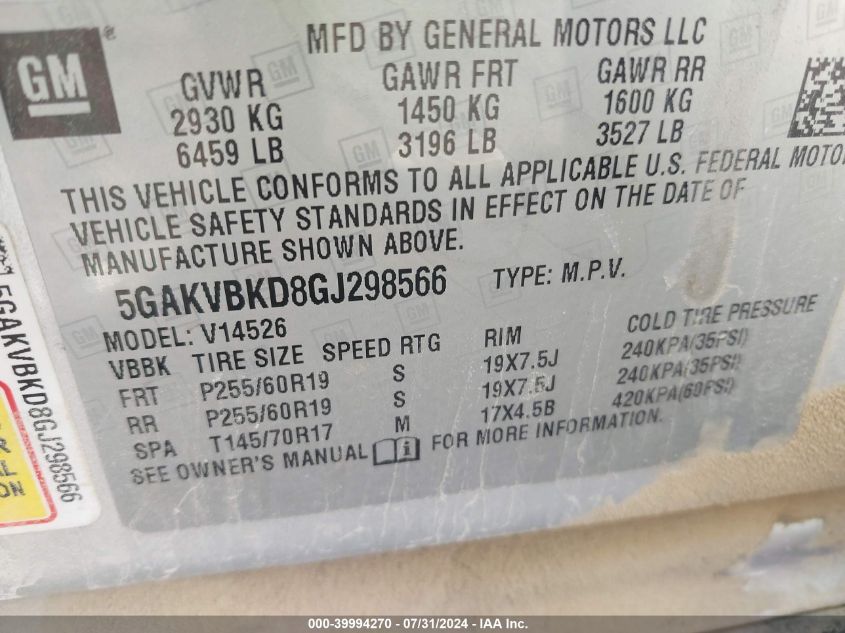 GM
MFD BY GENERAL MOTORS LLC
GVWR GAWR FRT GAWR RR
2930 KG 1450 KG 1600 KG
6459 LB 3196 LB 3527 LB
THIS VEHICLE CONFORMS TO ALL APPLICABLE U.S. FEDERAL MOTO
VEHICLE SAFETY STANDARDS IN EFFECT ON THE DATE OF
MANUFACTURE SHOWN ABOVE.
5GAKVBKD8GJ298566 TYPE: M.P.V.
MODEL: V14526
VBBK TIRE SIZE SPEED RTG RIM COLD TIRE PRESSURE
FRT P255/60R19 S 19X7.5J 240KPA(35PSI)
RR P255/60R19 S 19X7.5J 240KPA(35PSI)
SPA T145/70R17 M 17X4.5B 420KPA(60PSI)
SEE OWNER'S MANUAL FOR MORE INFORMATION.
5GAKVBKD8GJ298566
&
AL
ON
000-39994270 - 07/31/2024 - IAA Inc.